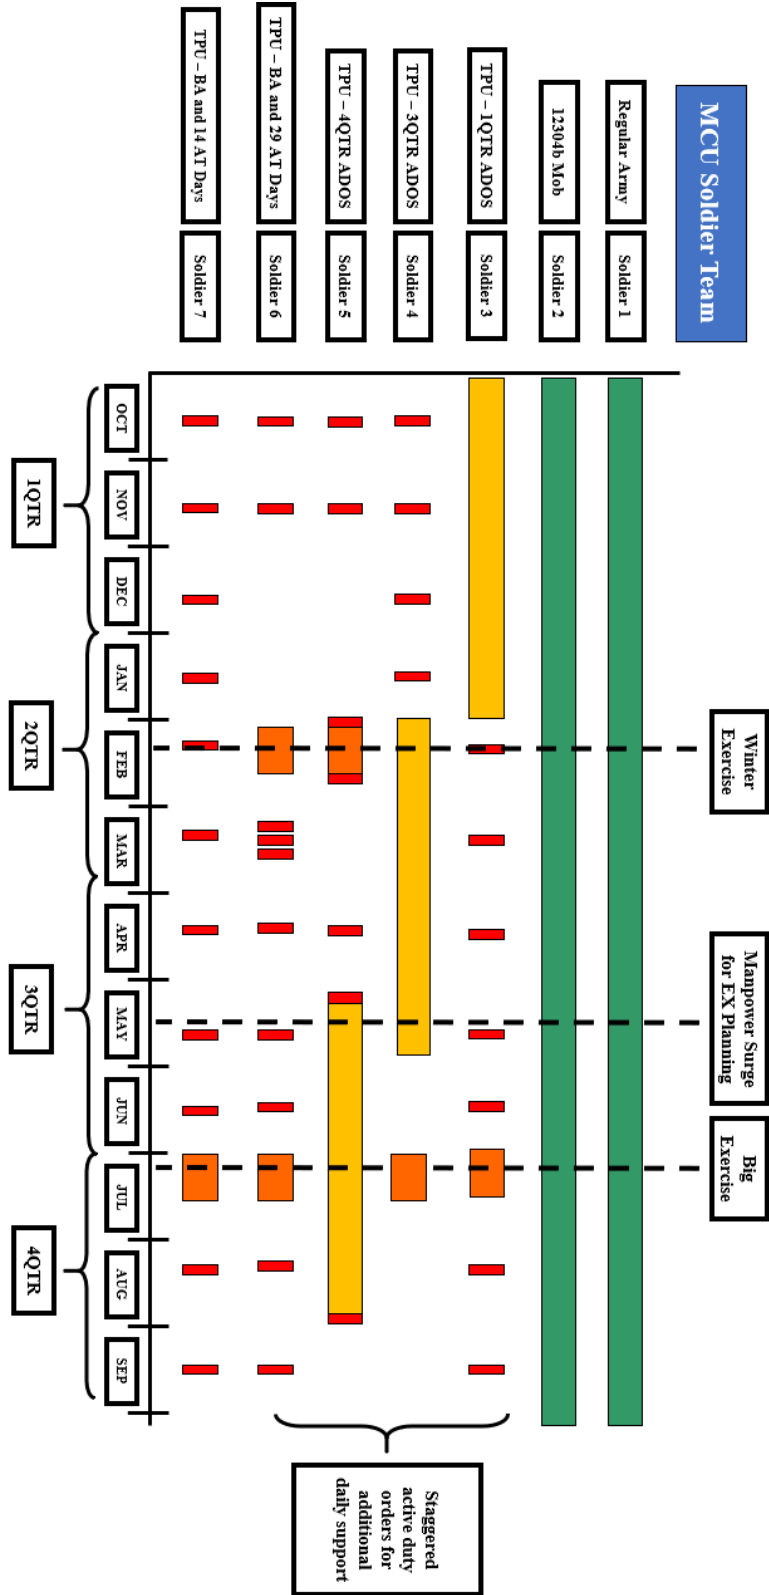 MCU Soldier Team
Winter
Exercise
Manpower Surge
for EX Planning
Big
Exercise
Regular Army
Soldier 1
12304b Mob
Soldier 2
TPU – 1QTR ADOS
Soldier 3
TPU – 3QTR ADOS
Soldier 4
TPU – 4QTR ADOS
Soldier 5
TPU – BA and 29 AT Days
Soldier 6
TPU – BA and 14 AT Days
Soldier 7
Staggered
active duty
orders for
additional
daily support
OCT
NOV
DEC
JAN
FEB
MAR
APR
MAY
JUN
JUL
AUG
SEP
1QTR
2QTR
3QTR
4QTR